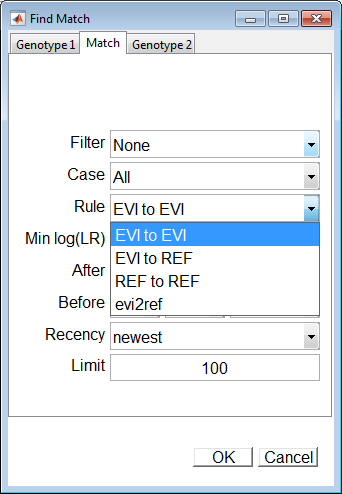 Find Match
Genotype 1 Match Genotype 2
Filter None
Case All
Rule EVI to EVI
Min log(LR) EVI to EVI
EVI to REF
After REF to REF
Before evi2ref
Recency newest
Limit 100
OK Cancel